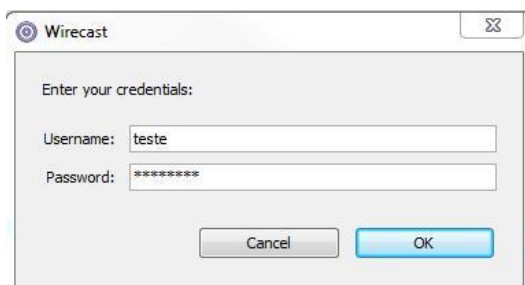 Wirecast
Enter your credentials:
Username: teste
Password: ********
Cancel OK